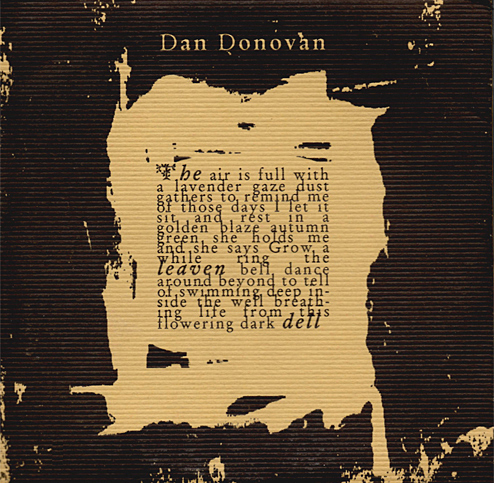 Dan Donovan
The air is full with
a lavender gaze dust
gathers to remind me
of those days I let it
sit and rest in a
golden blaze autumn
green she holds me
and she says Grow a
while ring the
leaven bell dance
around beyond to tell
of swimming deep in-
side the well breath-
ing life from this
flowering dark dell